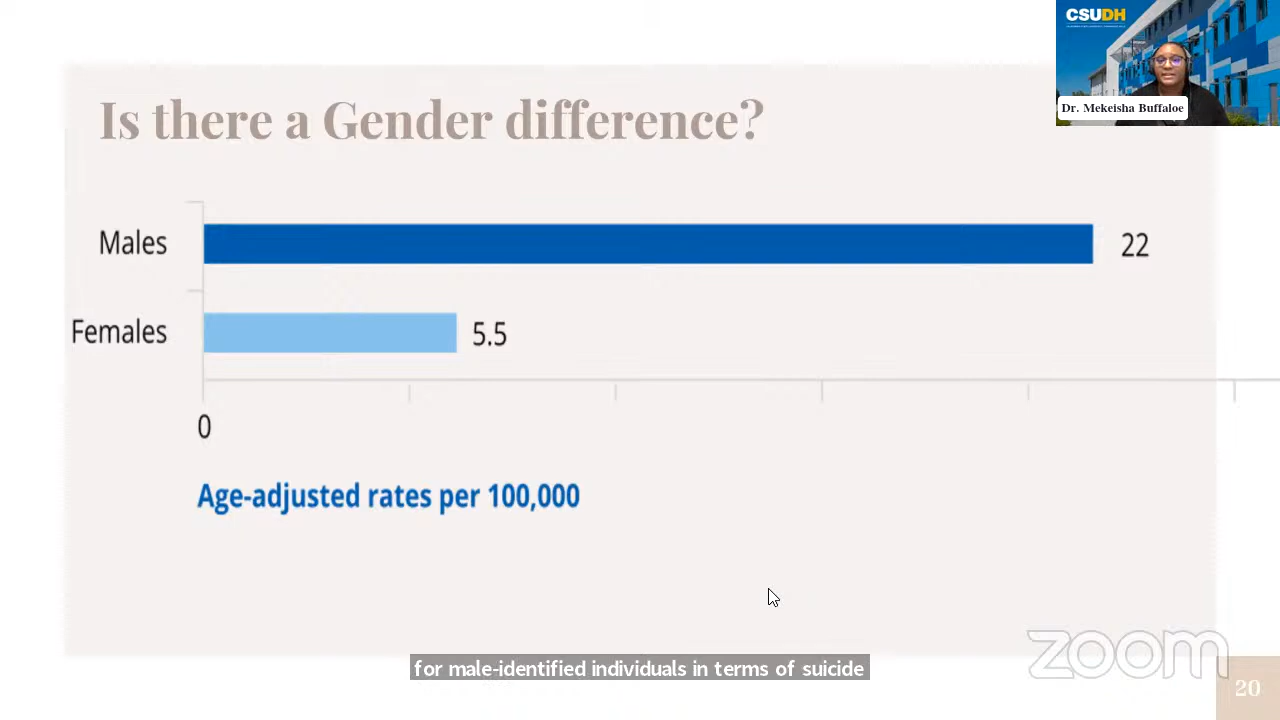 CSUDH
Dr. Mekeisha Buffaloe
Is there a Gender difference?
Males
22
Females
5.5
0
Age-adjusted rates per 100,000
for male-identified individuals in terms of suicide
zoom
20